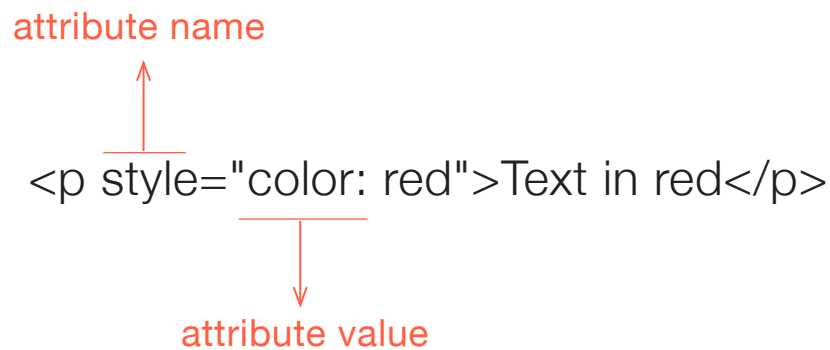 attribute name
<p style="color: red">Text in red</p>
attribute value